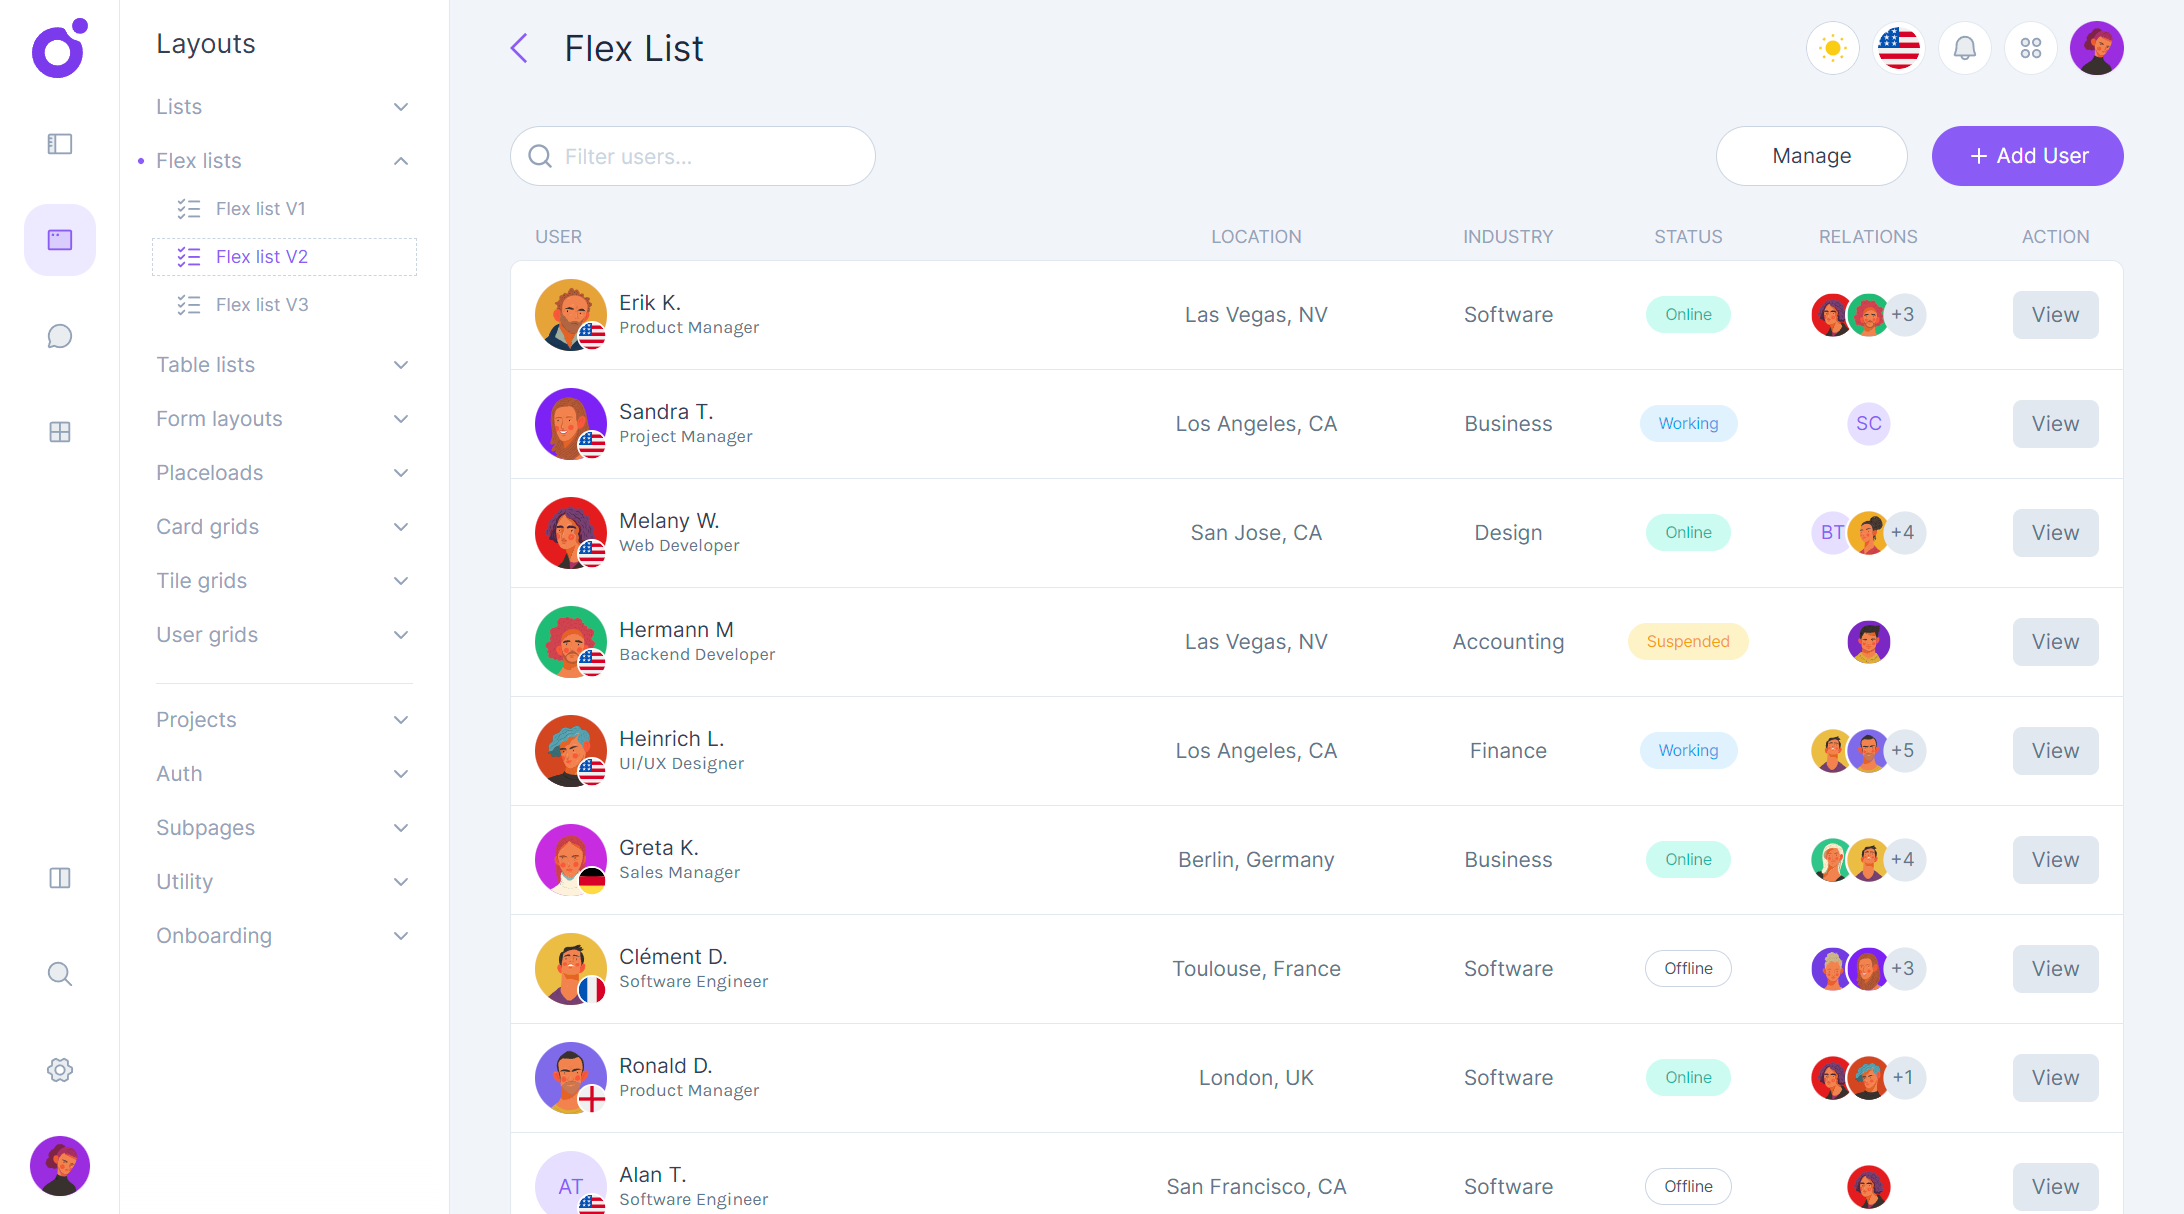 Layouts
Lists
Flex lists
Flex list V1
Flex list V2
Flex list V3
Table lists
Form layouts
Placeloads
Card grids
Tile grids
User grids
Projects
Auth
Subpages
Utility
Onboarding
Flex List
Filter users...
Manage
+ Add User
USER LOCATION INDUSTRY STATUS RELATIONS ACTION
Erik K.
Product Manager
Las Vegas, NV Software Online +3 View
Sandra T.
Project Manager
Los Angeles, CA Business Working SC View
Melany W.
Web Developer
San Jose, CA Design Online BT +4 View
Hermann M
Backend Developer
Las Vegas, NV Accounting Suspended View
Heinrich L.
UI/UX Designer
Los Angeles, CA Finance Working +5 View
Greta K.
Sales Manager
Berlin, Germany Business Online +4 View
Clément D.
Software Engineer
Toulouse, France Software Offline +3 View
Ronald D.
Product Manager
London, UK Software Online +1 View
AT
Alan T.
Software Engineer
San Francisco, CA Software Offline View